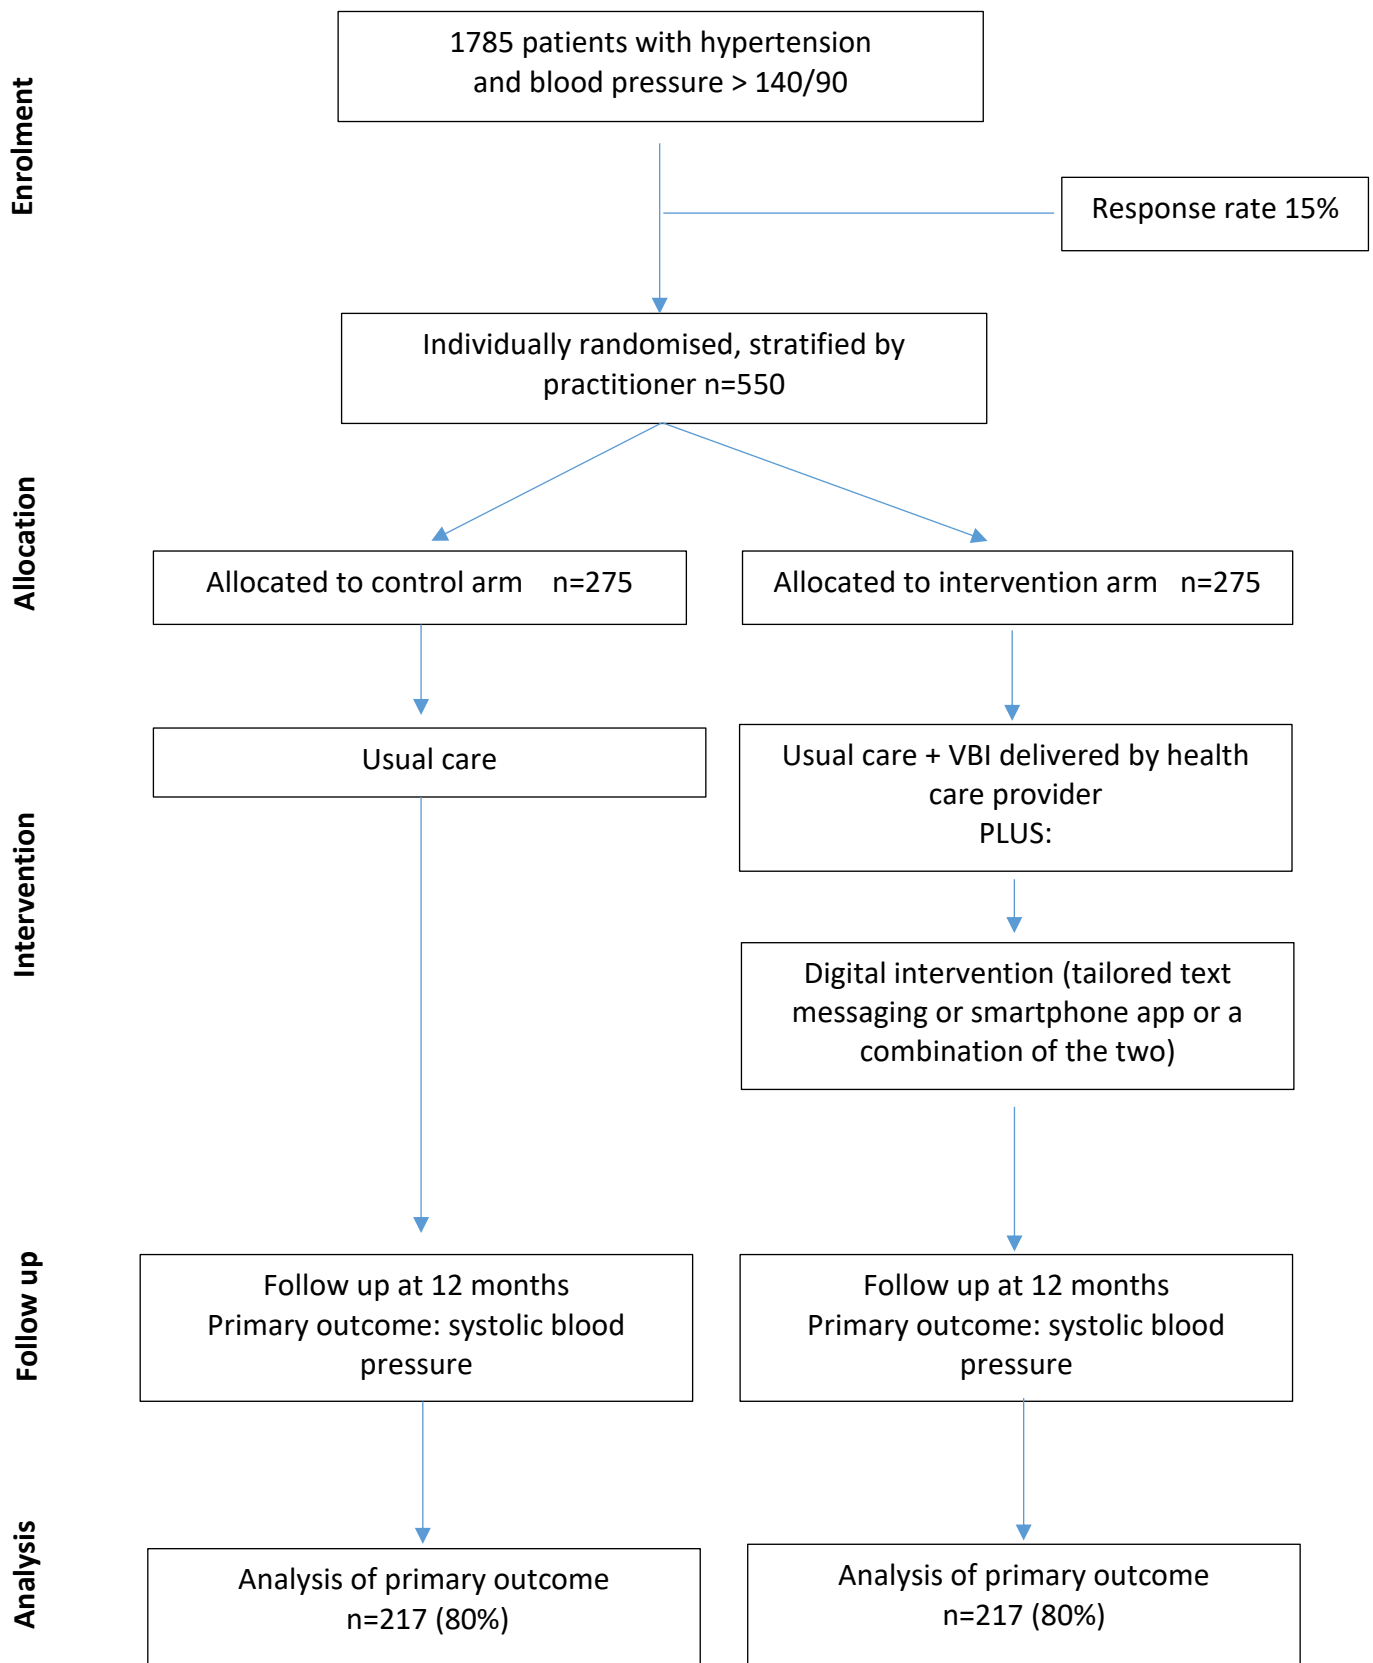 Enrolment
1785 patients with hypertension
and blood pressure > 140/90
Response rate 15%
Individually randomised, stratified by
practitioner n=550
Allocation
Allocated to control arm n=275
Allocated to intervention arm n=275
Intervention
Usual care
Usual care + VBI delivered by health
care provider
PLUS:
Digital intervention (tailored text
messaging or smartphone app or a
combination of the two)
Follow up
Follow up at 12 months
Primary outcome: systolic blood
pressure
Follow up at 12 months
Primary outcome: systolic blood
pressure
Analysis
Analysis of primary outcome
n=217 (80%)
Analysis of primary outcome
n=217 (80%)